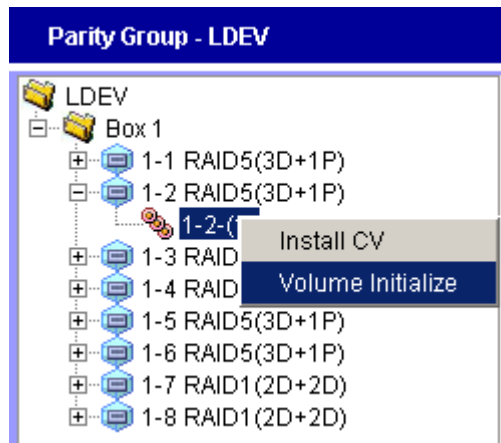 Parity Group - LDEV
LDEV
Box 1
1-1 RAID5(3D+1P)
1-2 RAID5(3D+1P)
1-2-(
Install CV
1-3 RAID
Volume Initialize
1-4 RAID
1-5 RAID5(3D+1P)
1-6 RAID5(3D+1P)
1-7 RAID1(2D+2D)
1-8 RAID1(2D+2D)